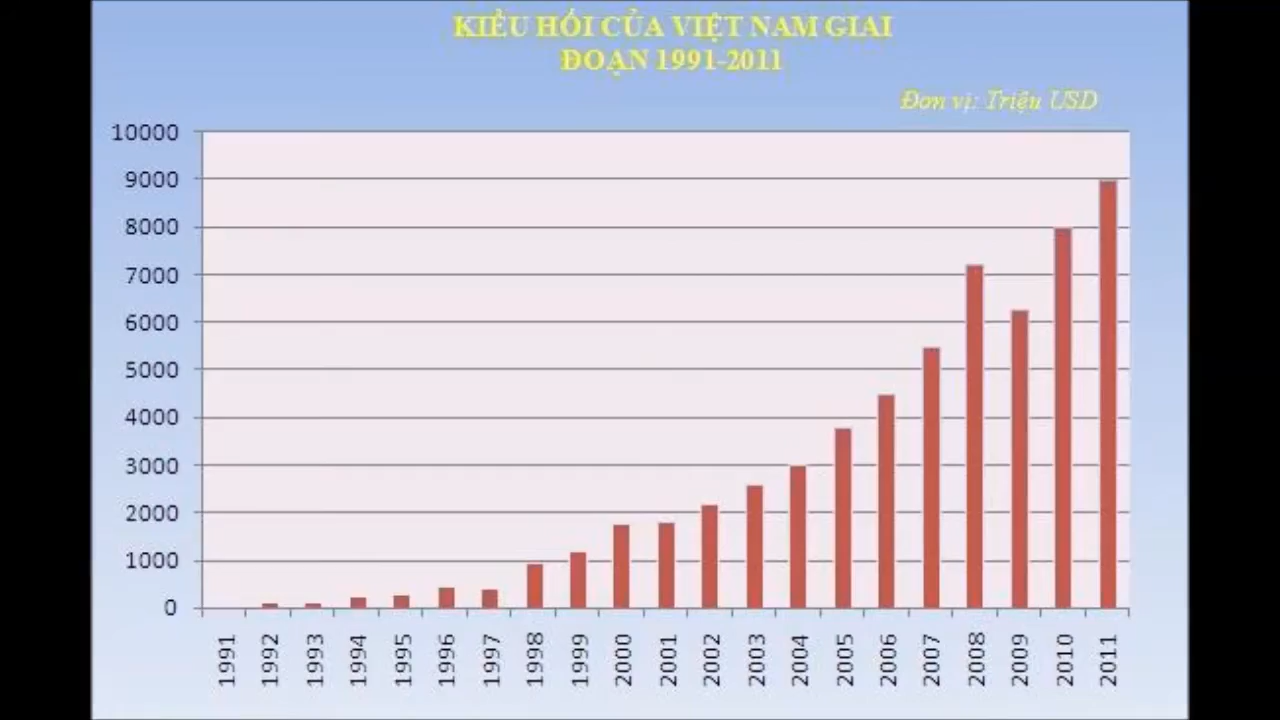 KIỀU HỐI CỦA VIỆT NAM GIAI
ĐOẠN 1991-2011
Đơn vị: Triệu USD
10000
9000
8000
7000
6000
5000
4000
3000
2000
1000
0
1991 1992 1993 1994 1995 1996 1997 1998 1999 2000 2001 2002 2003 2004 2005 2006 2007 2008 2009 2010 2011